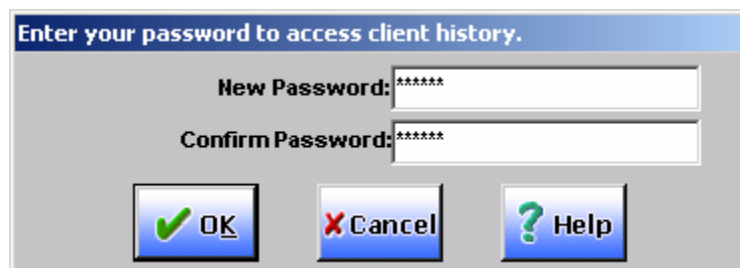 Enter your password to access client history.
New Password: ******
Confirm Password: ******
OK Cancel Help